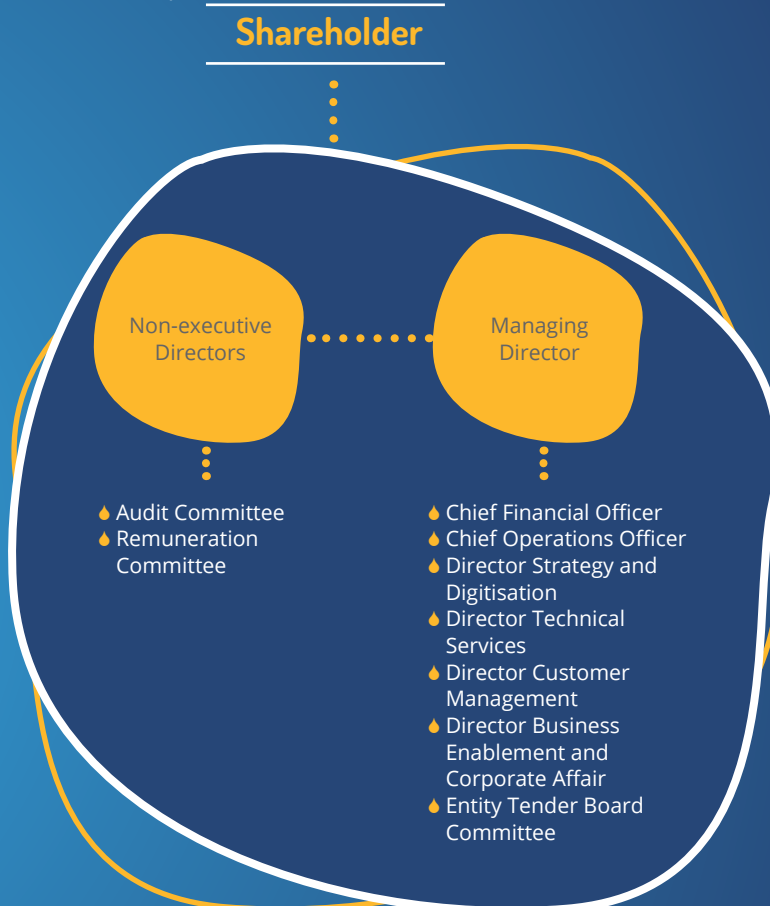 Shareholder
Non-executive
Directors
Managing
Director
Audit Committee
Remuneration
Committee
Chief Financial Officer
Chief Operations Officer
Director Strategy and
Digitisation
Director Technical
Services
Director Customer
Management
Director Business
Enablement and
Corporate Affair
Entity Tender Board
Committee